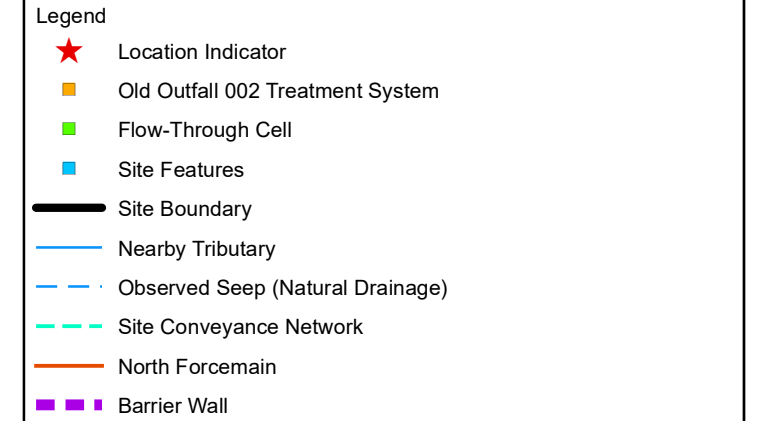 Legend
Location Indicator
Old Outfall 002 Treatment System
Flow-Through Cell
Site Features
Site Boundary
Nearby Tributary
Observed Seep (Natural Drainage)
Site Conveyance Network
North Forcemain
Barrier Wall